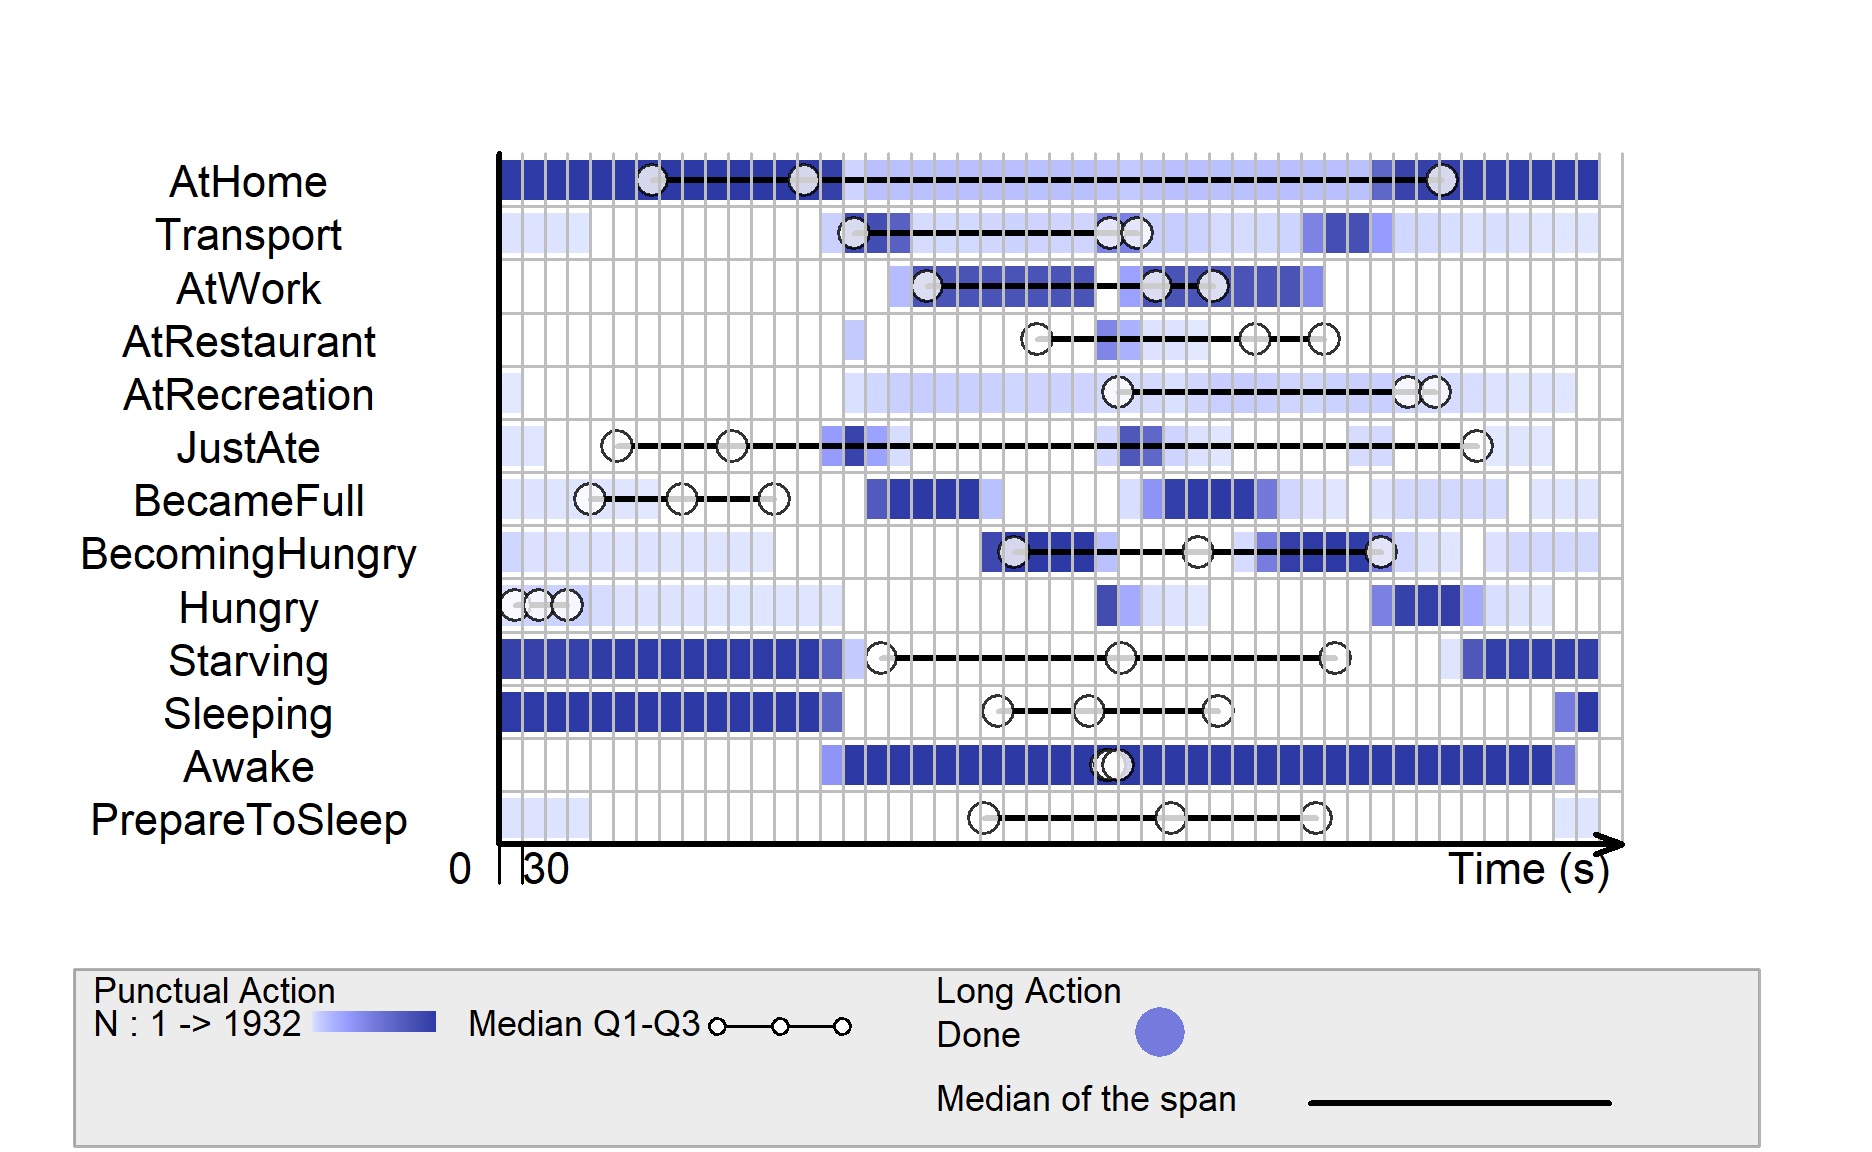 AtHome
Transport
AtWork
AtRestaurant
AtRecreation
JustAte
BecameFull
BecomingHungry
Hungry
Starving
Sleeping
Awake
PrepareToSleep
0 30 Time (s)
Punctual Action
N : 1 -> 1932 Median Q1-Q3
Long Action
Done
Median of the span